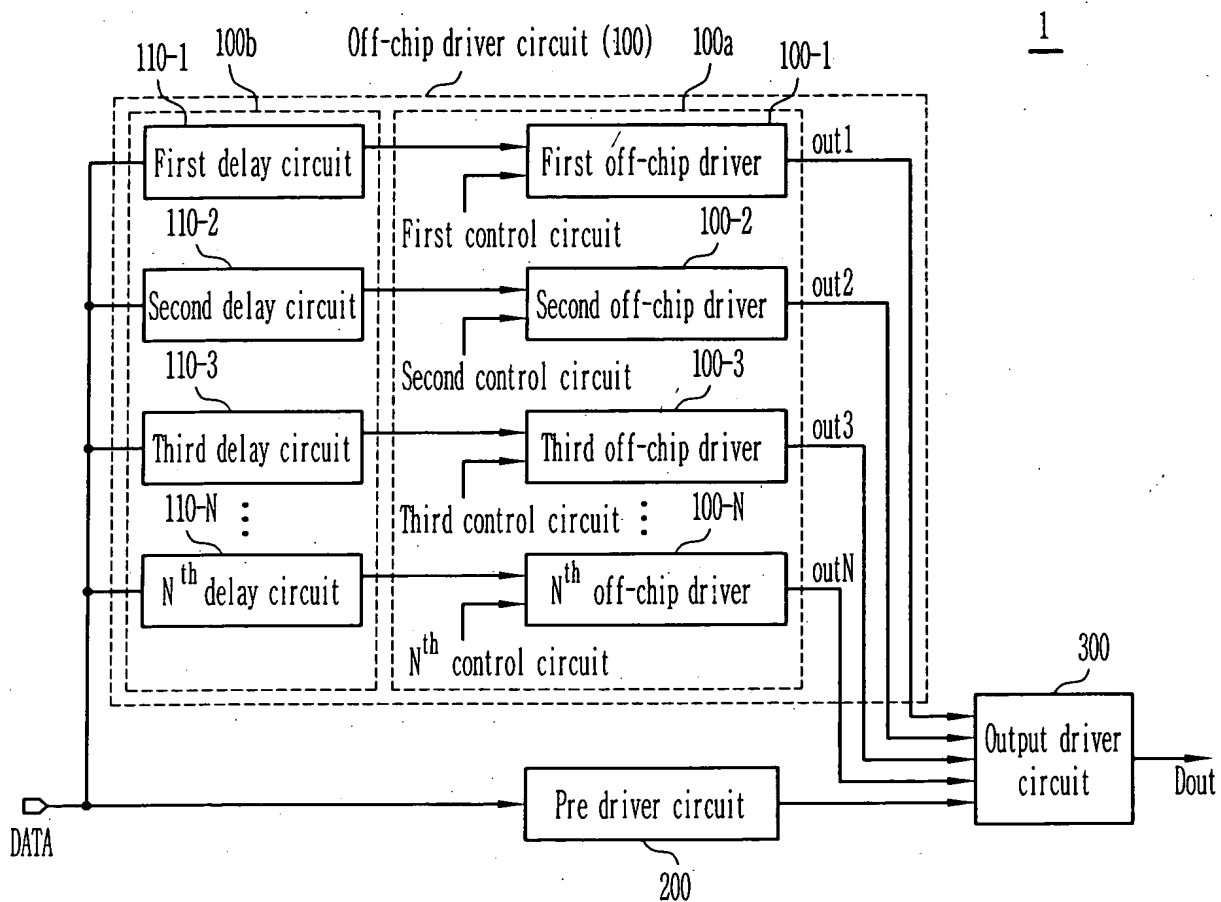 1
Off-chip driver circuit (100)
110-1
100b
100a
100-1
First delay circuit
First off-chip driver
out1
First control circuit
110-2
100-2
Second delay circuit
Second off-chip driver
out2
Second control circuit
110-3
100-3
Third delay circuit
Third off-chip driver
out3
Third control circuit
110-N
100-N
Nth delay circuit
Nth off-chip driver
outN
Nth control circuit
300
Output driver
circuit
Dout
DATA
Pre driver circuit
200